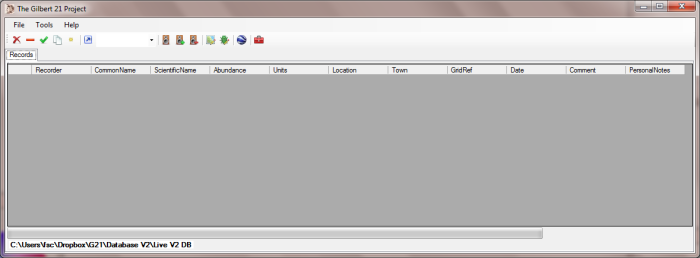 The Gilbert 21 Project
File Tools Help
Records
Recorder CommonName ScientificName Abundance Units Location Town GridRef Date Comment PersonalNotes
C:\Users\fsc\Dropbox\G21\Database V2\Live V2 DB